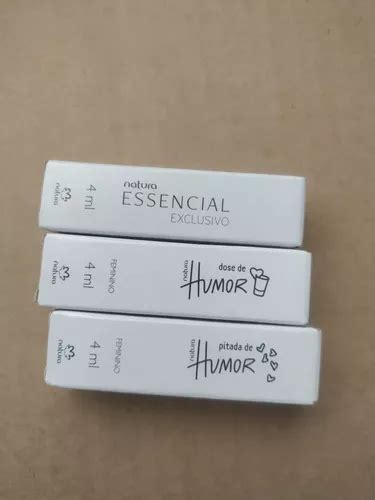 natura
4 ml
natura
ESSENCIAL
EXCLUSIVO
natura
4 ml
FEMININO
natura
dose de
HUMOR
natura
4 ml
FEMININO
natura
pitada de
HUMOR